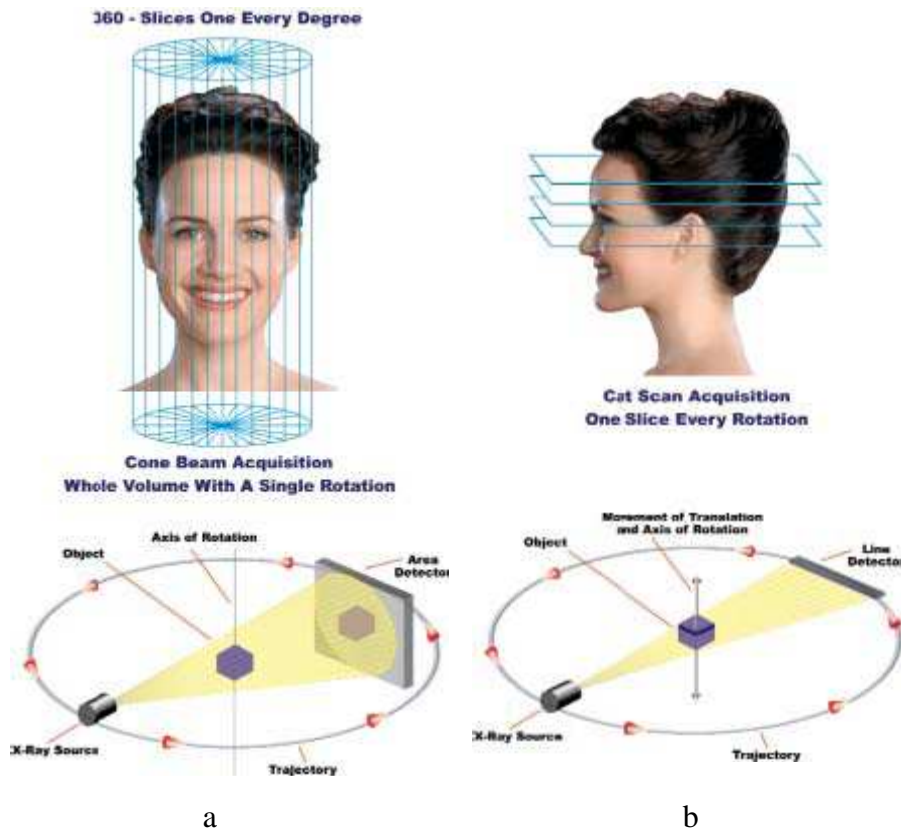 360 - Slices One Every Degree
Cone Beam Acquisition
Whole Volume With A Single Rotation
Axis of Rotation
Object
Area
Detector
X-Ray Source
Trajectory
a
Cat Scan Acquisition
One Slice Every Rotation
Movement of Translation
and Axis of Rotation
Object
Line
Detector
X-Ray Source
Trajectory
b